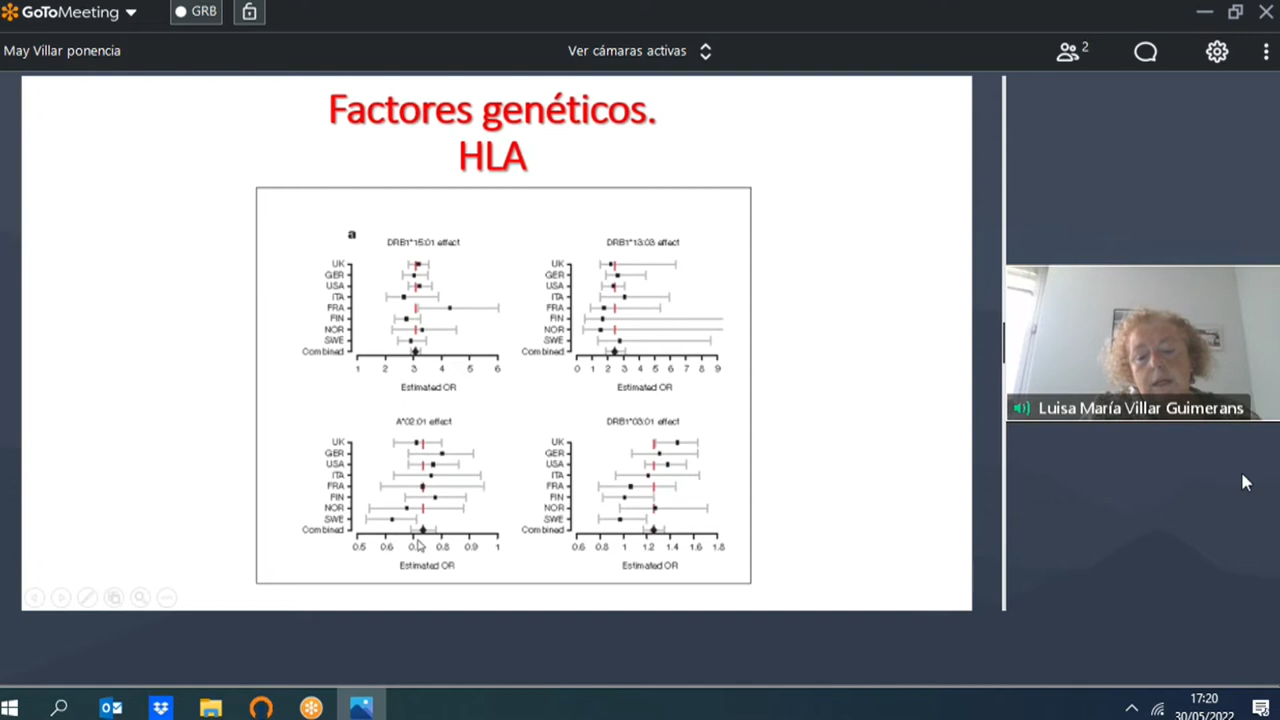 GoToMeeting
GRB
May Villar ponencia
Ver cámaras activas
2
Factores genéticos.
HLA
a
DRB1*15:01 effect
UK
GER
USA
ITA
FRA
FIN
NOR
SWE
Combined
1 2 3 4 5 6
Estimated OR
DRB1*13:03 effect
UK
GER
USA
ITA
FRA
FIN
NOR
SWE
Combined
0 1 2 3 4 5 6 7 8 9
Estimated OR
A*02:01 effect
UK
GER
USA
ITA
FRA
FIN
NOR
SWE
Combined
0.5 0.6 0.7 0.8 0.9 1
Estimated OR
DRB1*03:01 effect
UK
GER
USA
ITA
FRA
FIN
NOR
SWE
Combined
0.6 0.8 1 1.2 1.4 1.6 1.8
Estimated OR
Luisa María Villar Guimerans
17:20
30/05/2022